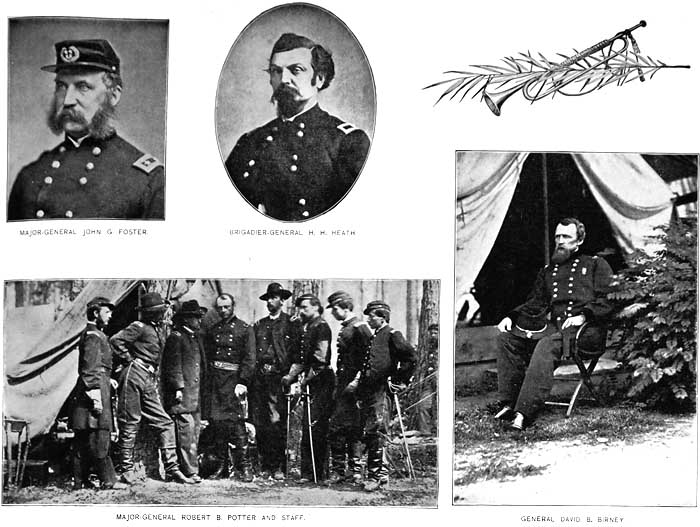 MAJOR-GENERAL JOHN G. FOSTER.
BRIGADIER-GENERAL H. H. HEATH.
MAJOR-GENERAL ROBERT B. POTTER AND STAFF.
GENERAL DAVID B. BIRNEY